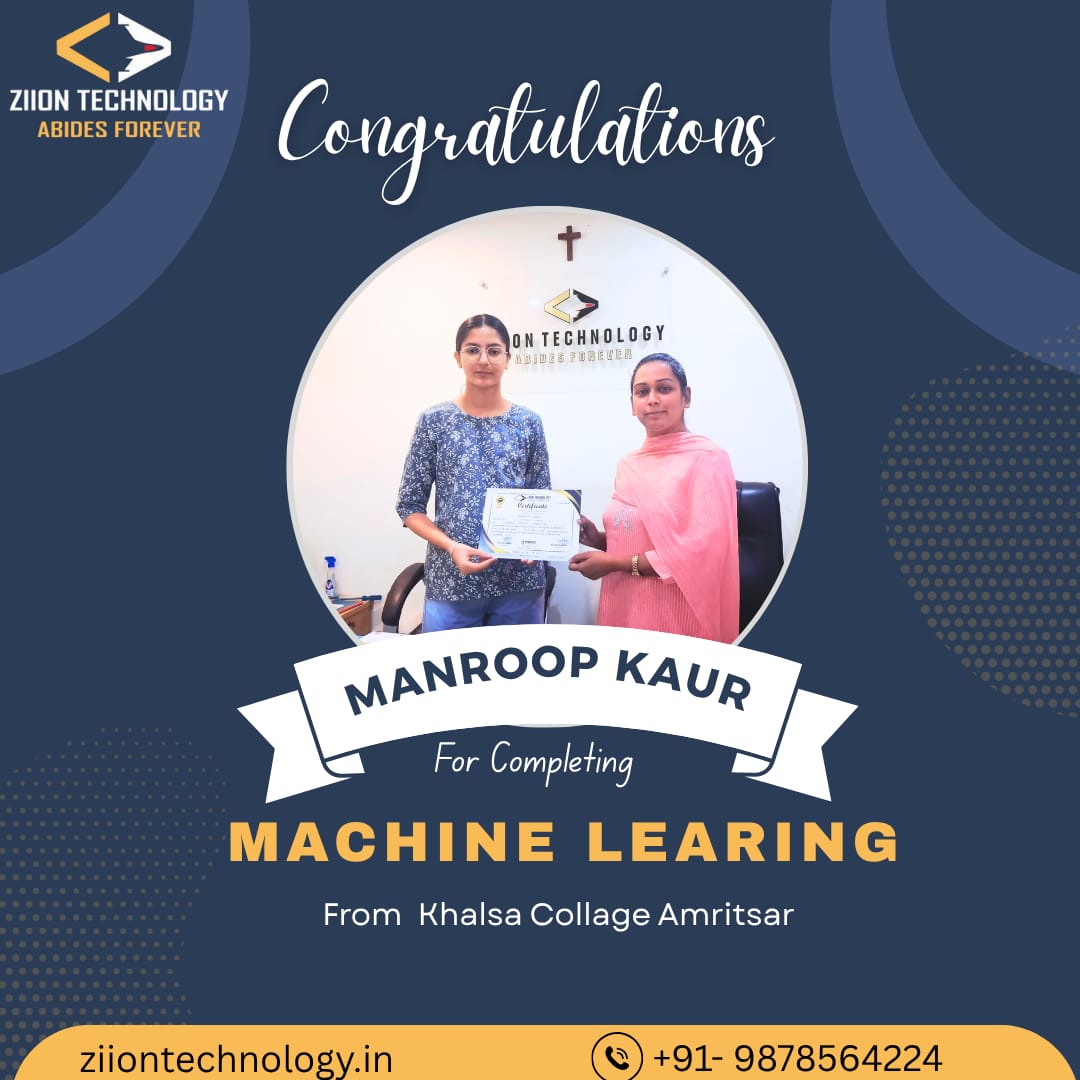 ZIION TECHNOLOGY
ABIDES FOREVER
Congratulations
ON TECHNOLOGY
ABIDES FOREVER
Certificate
MANROOP KAUR
For Completing
MACHINE LEARING
From Khalsa Collage Amritsar
ziiontechnology.in
+91- 9878564224